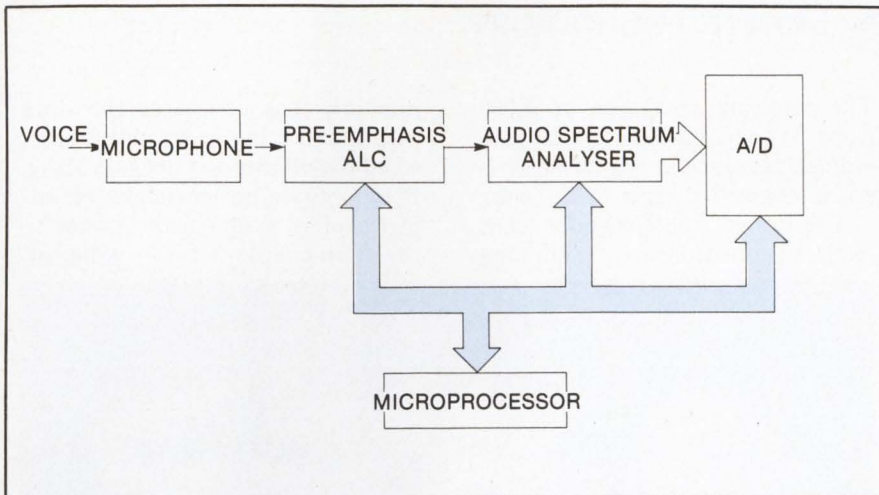 VOICE
MICROPHONE
PRE-EMPHASIS
ALC
AUDIO SPECTRUM
ANALYSER
A/D
MICROPROCESSOR